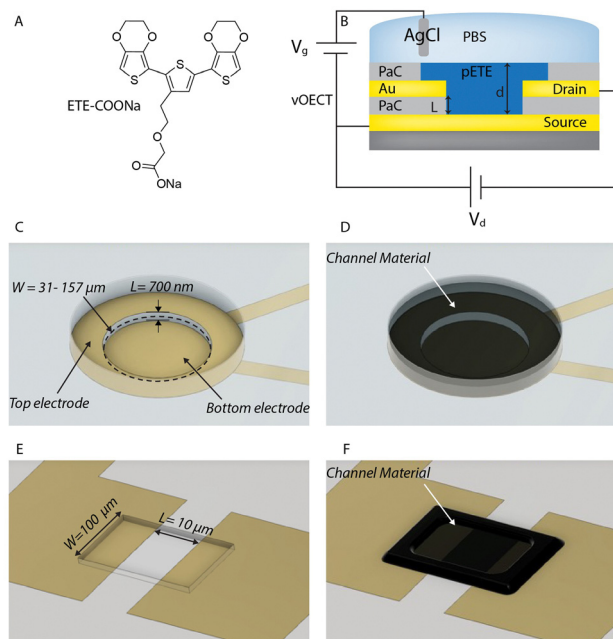 A
S
O
O
S
O
O
S
O
O
ONa
ETE-COONa
B
AgCl
PBS
Vg
vOECT
PaC
pETE
Au
d
Drain
PaC
L
Source
Vd
C
W = 31- 157 µm
L= 700 nm
Top electrode
Bottom electrode
D
Channel Material
E
W= 100 µm
L= 10 µm
F
Channel Material